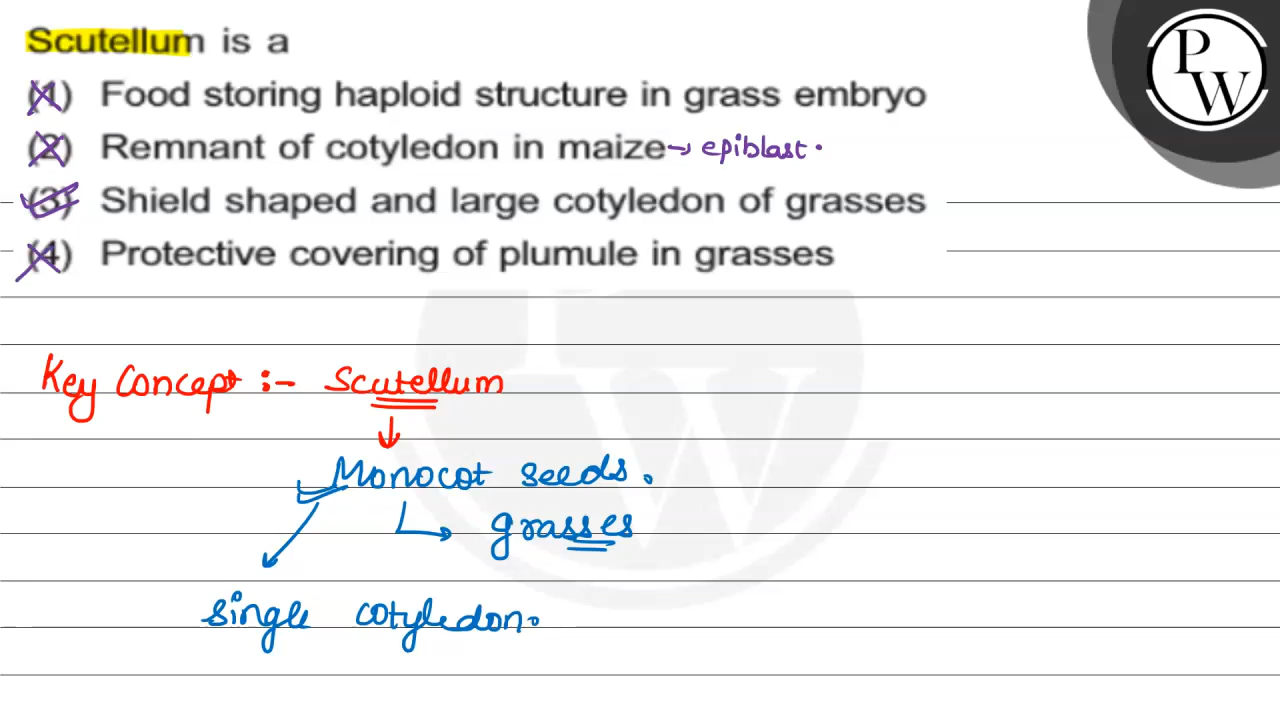 Scutellum is a
(1) Food storing haploid structure in grass embryo
(2) Remnant of cotyledon in maize → epiblast.
(3) Shield shaped and large cotyledon of grasses
(4) Protective covering of plumule in grasses
Key Concept :- Scutellum
↓
Monocot seeds.
↳ grasses
single cotyledon.
P
W